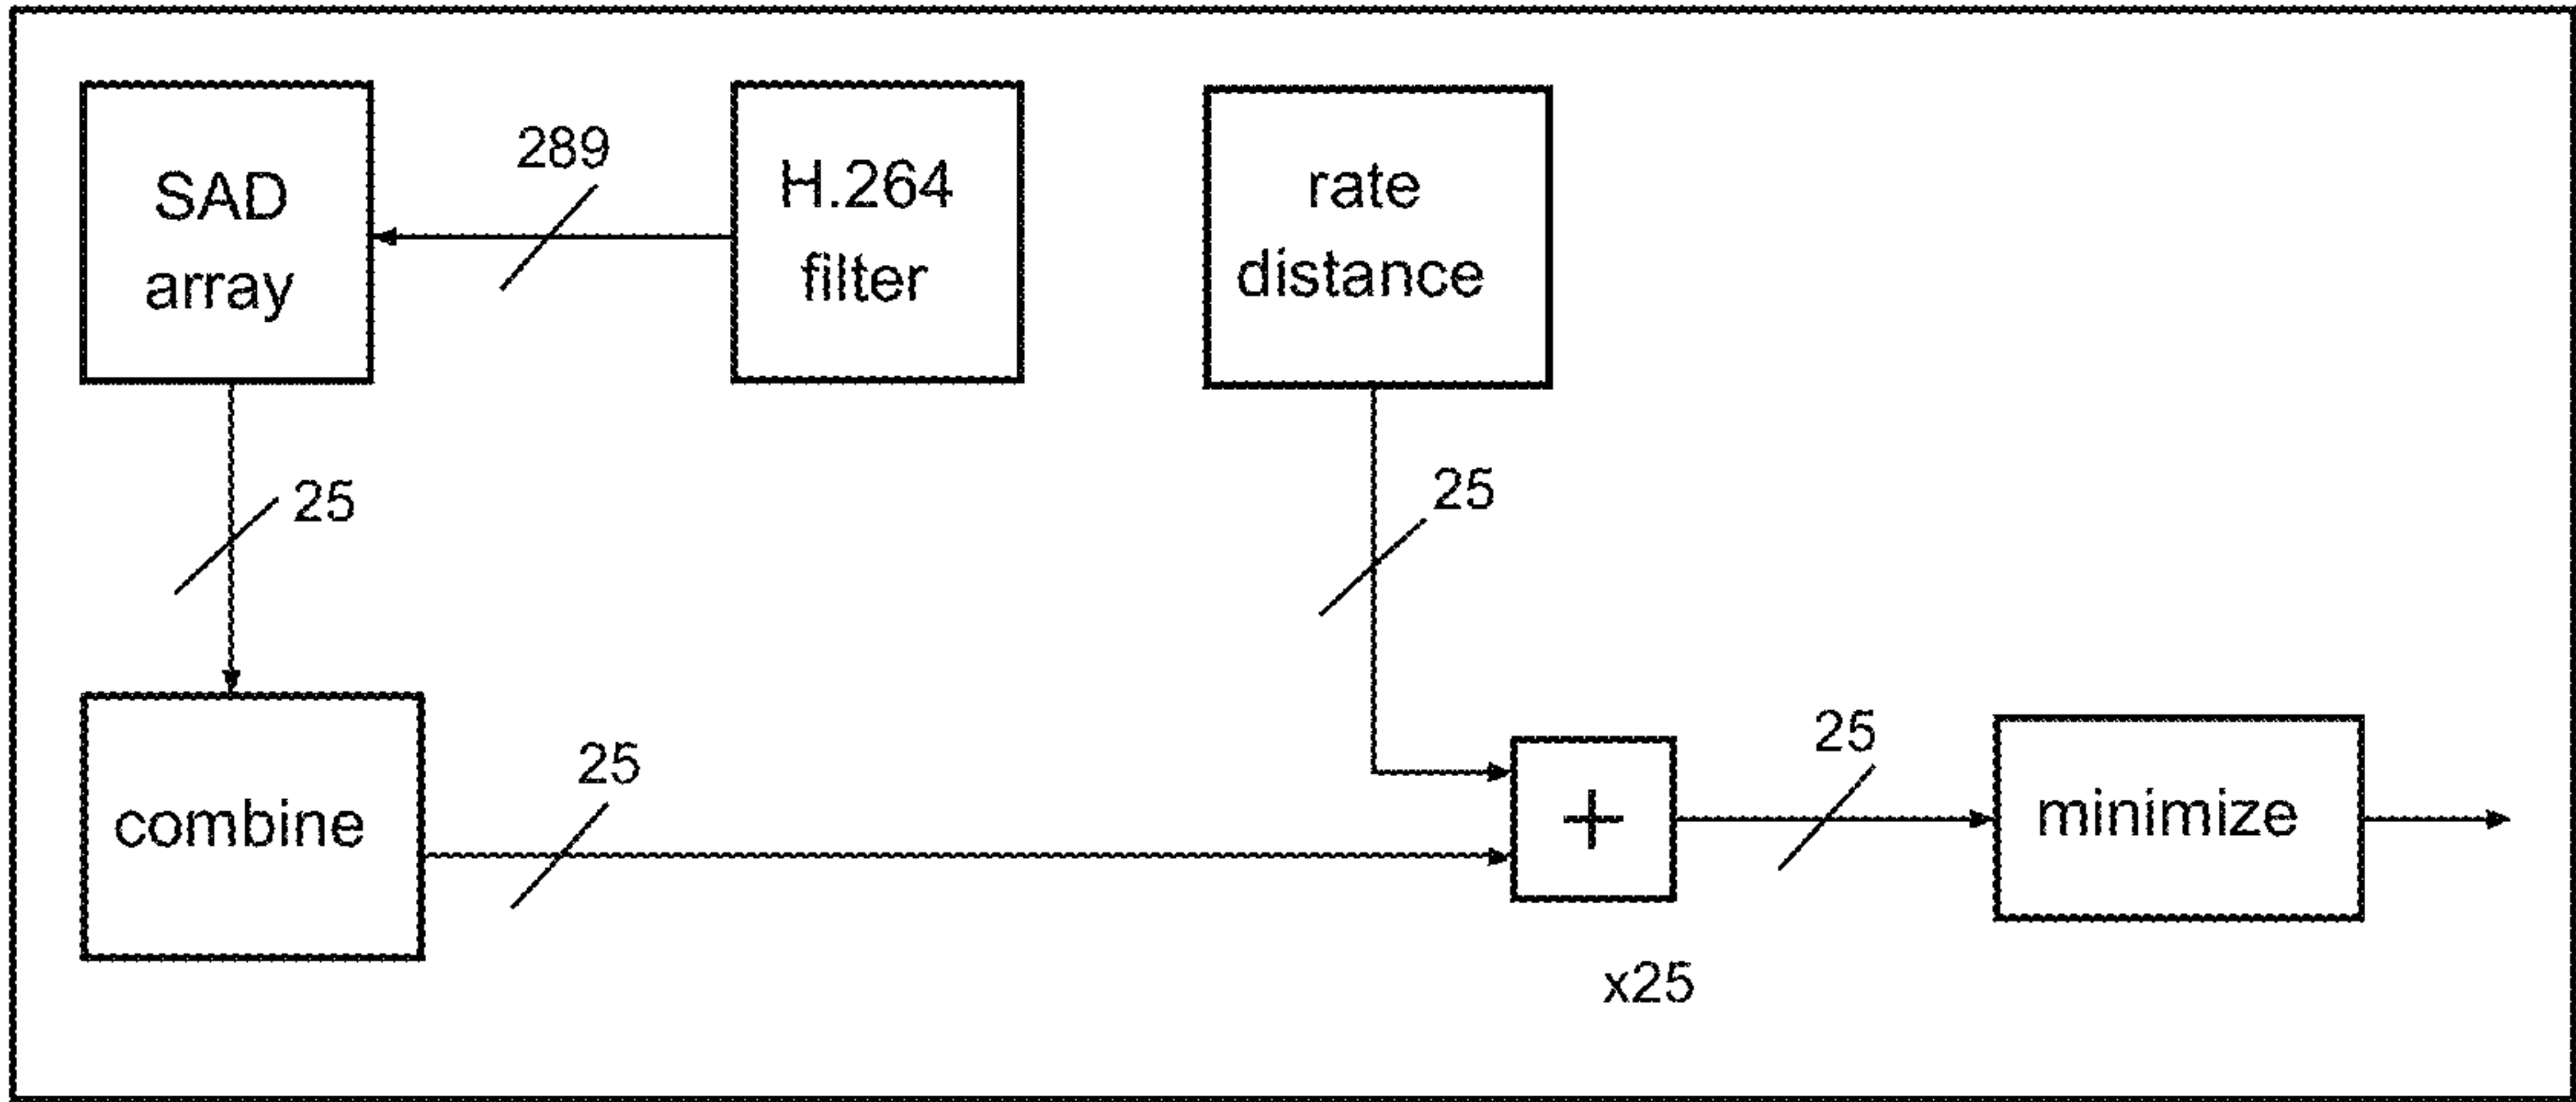 SAD
array
289
H.264
filter
rate
distance
25
25
combine
25
+
x25
25
minimize